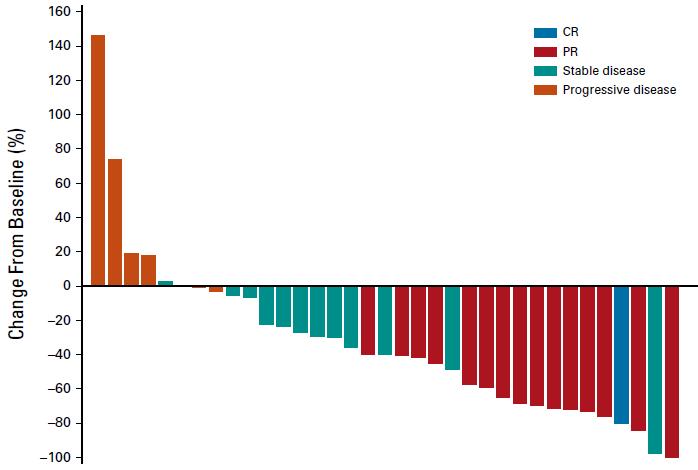 160
140
120
100
80
60
40
20
0
–20
–40
–60
–80
–100
Change From Baseline (%)
CR
PR
Stable disease
Progressive disease